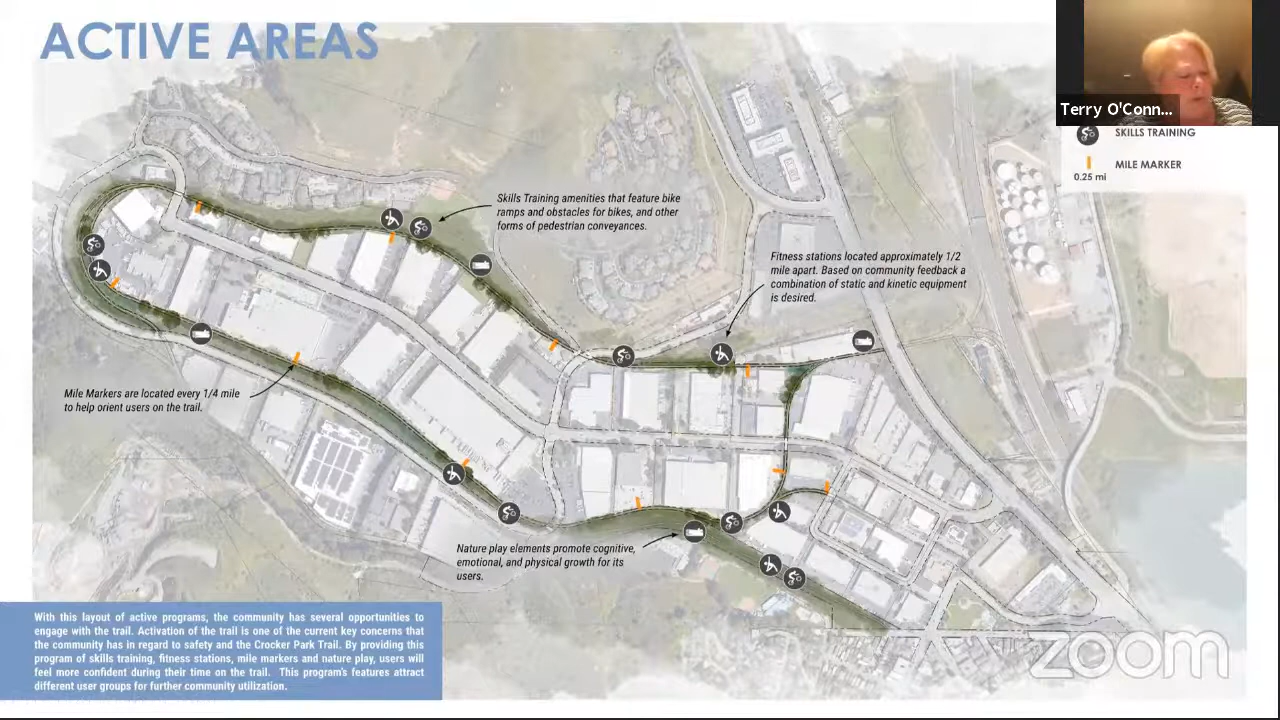 ACTIVE AREAS
Terry O'Conn...
SKILLS TRAINING
MILE MARKER
0.25 mi
Skills Training amenities that feature bike
ramps and obstacles for bikes, and other
forms of pedestrian conveyances.
Fitness stations located approximately 1/2
mile apart. Based on community feedback a
combination of static and kinetic equipment
is desired.
Mile Markers are located every 1/4 mile
to help orient users on the trail.
Nature play elements promote cognitive,
emotional, and physical growth for its
users.
With this layout of active programs, the community has several opportunities to
engage with the trail. Activation of the trail is one of the current key concerns that
the community has in regard to safety and the Crocker Park Trail. By providing this
program of skills training, fitness stations, mile markers and nature play, users will
feel more confident during their time on the trail. This program's features attract
different user groups for further community utilization.
zoom